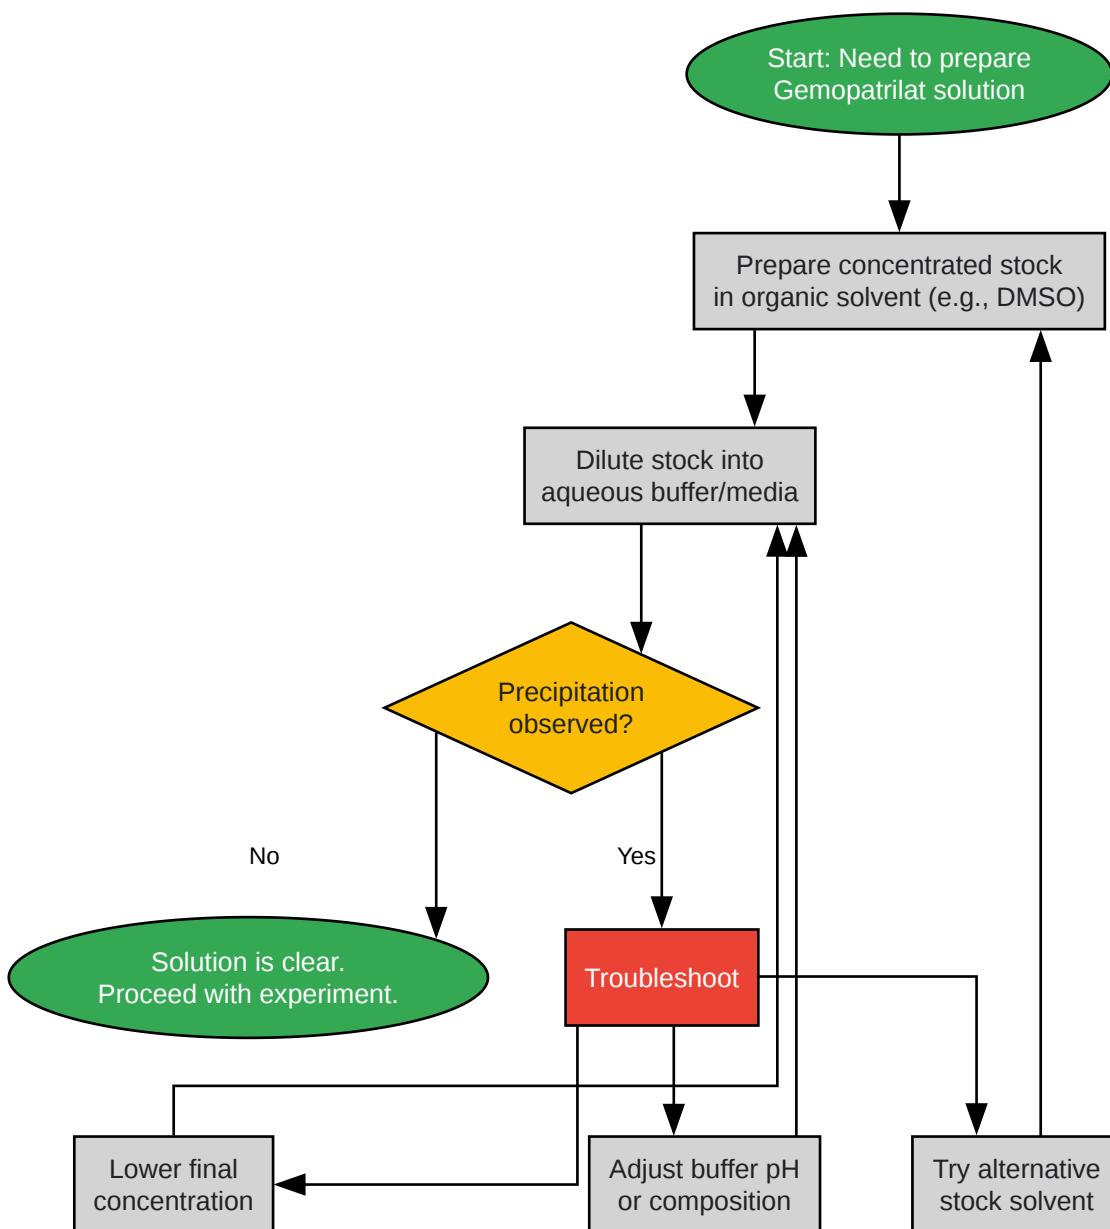 Start: Need to prepare
Gemopatrilat solution
Prepare concentrated stock
in organic solvent (e.g., DMSO)
Dilute stock into
aqueous buffer/media
Precipitation
observed?
No
Yes
Solution is clear.
Proceed with experiment.
Troubleshoot
Lower final
concentration
Adjust buffer pH
or composition
Try alternative
stock solvent